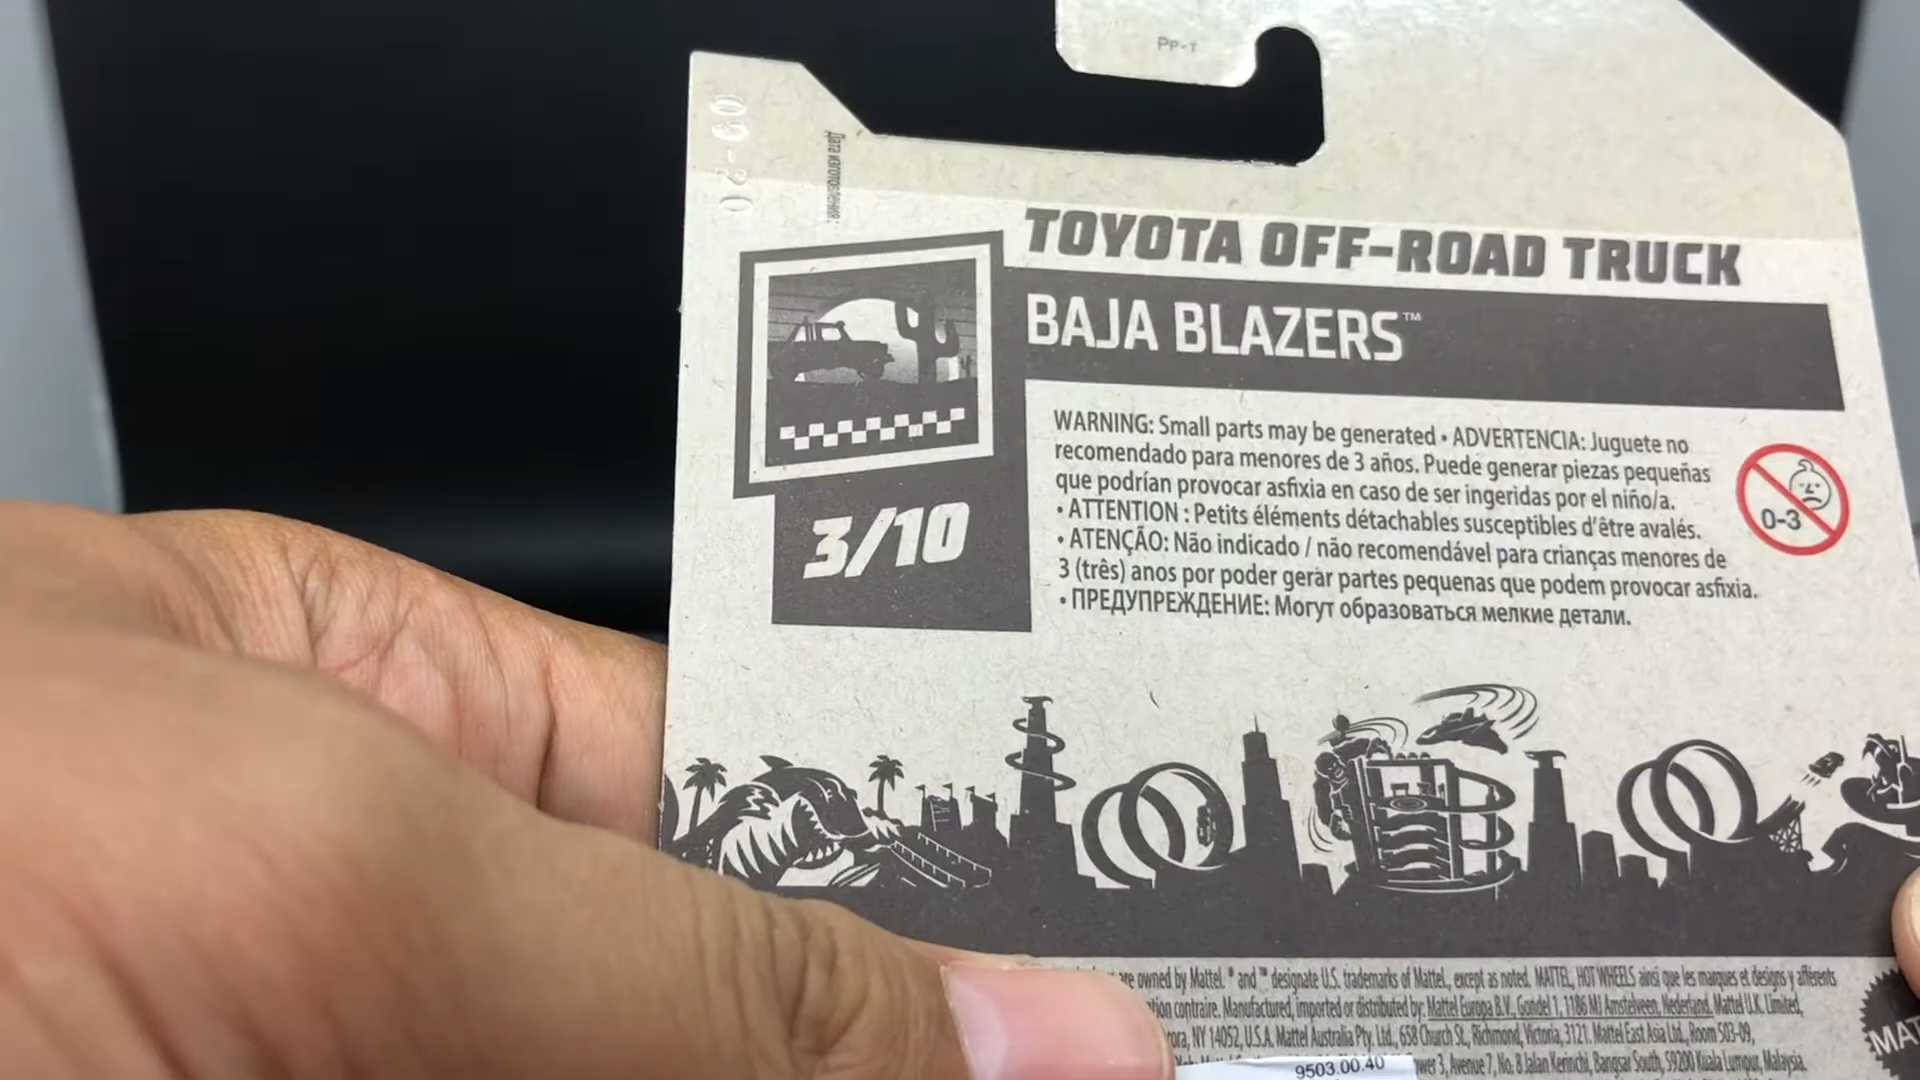 PP-T
Дата изготовления:
TOYOTA OFF-ROAD TRUCK
BAJA BLAZERS™
3/10
WARNING: Small parts may be generated • ADVERTENCIA: Juguete no
recomendado para menores de 3 años. Puede generar piezas pequeñas
que podrían provocar asfixia en caso de ser ingeridas por el niño/a.
• ATTENTION : Petits éléments détachables susceptibles d'être avalés.
• ATENÇÃO: Não indicado / não recomendável para crianças menores de
3 (três) anos por poder gerar partes pequenas que podem provocar asfixia.
• ПРЕДУПРЕЖДЕНИЕ: Могут образоваться мелкие детали.
0-3
are owned by Mattel. ® and ™ designate U.S. trademarks of Mattel, except as noted. MATTEL, HOT WHEELS ainsi que les marques et designs y afférents
contraire. Manufactured, imported or distributed by: Mattel Europa B.V., Gondel 1, 1186 MJ Amstelveen, Nederland. Mattel U.K. Limited,
NY 14052, U.S.A. Mattel Australia Pty. Ltd., 658 Church St., Richmond, Victoria, 3121. Mattel East Asia Ltd., Room 503-09,
3, Avenue 7, No. 8 Jalan Kerinchi, Bangsar South, 59200 Kuala Lumpur, Malaysia.
9503.00.40